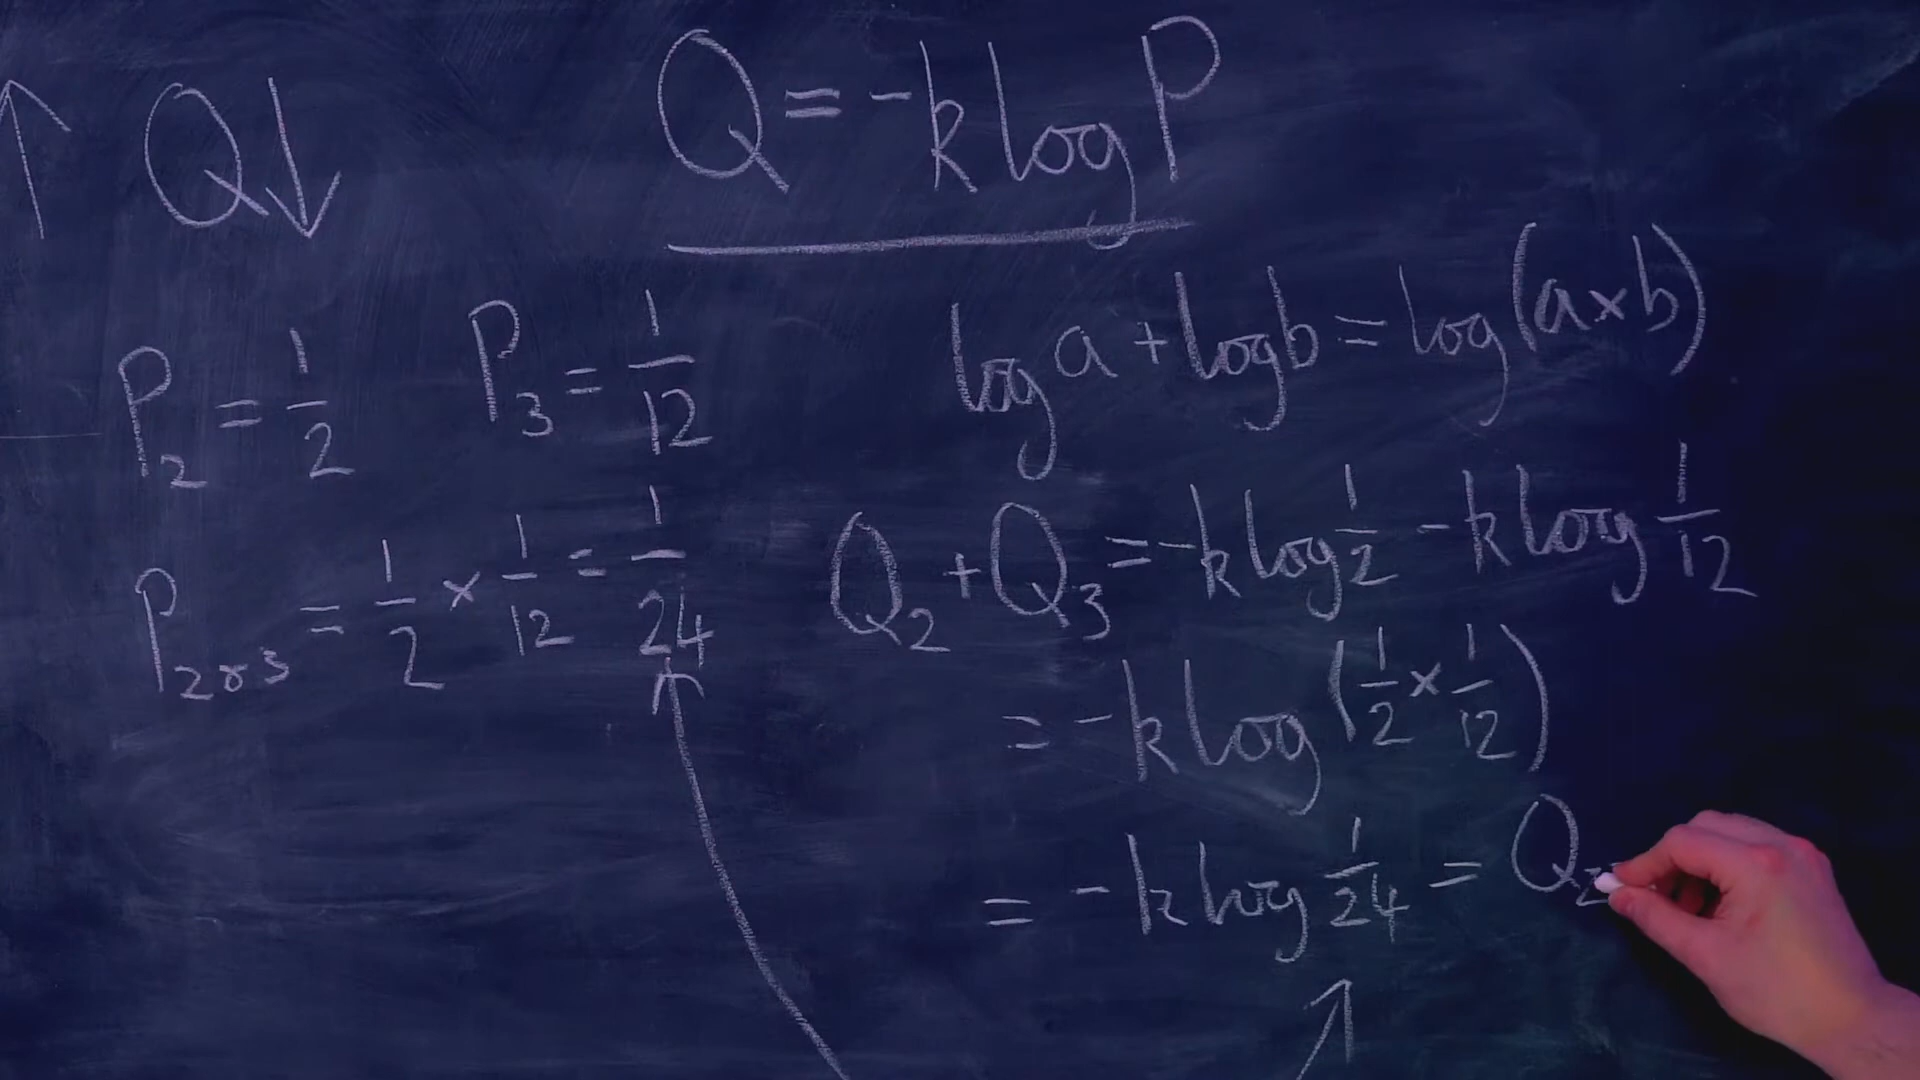 ↑ Q↓
Q = -k log P
P₂ = 1/2
P₃ = 1/12
P₂&₃ = 1/2 × 1/12 = 1/24
log a + log b = log(a×b)
Q₂ + Q₃ = -k log 1/2 - k log 1/12
= -k log (1/2 × 1/12)
= -k log 1/24 = Q₂